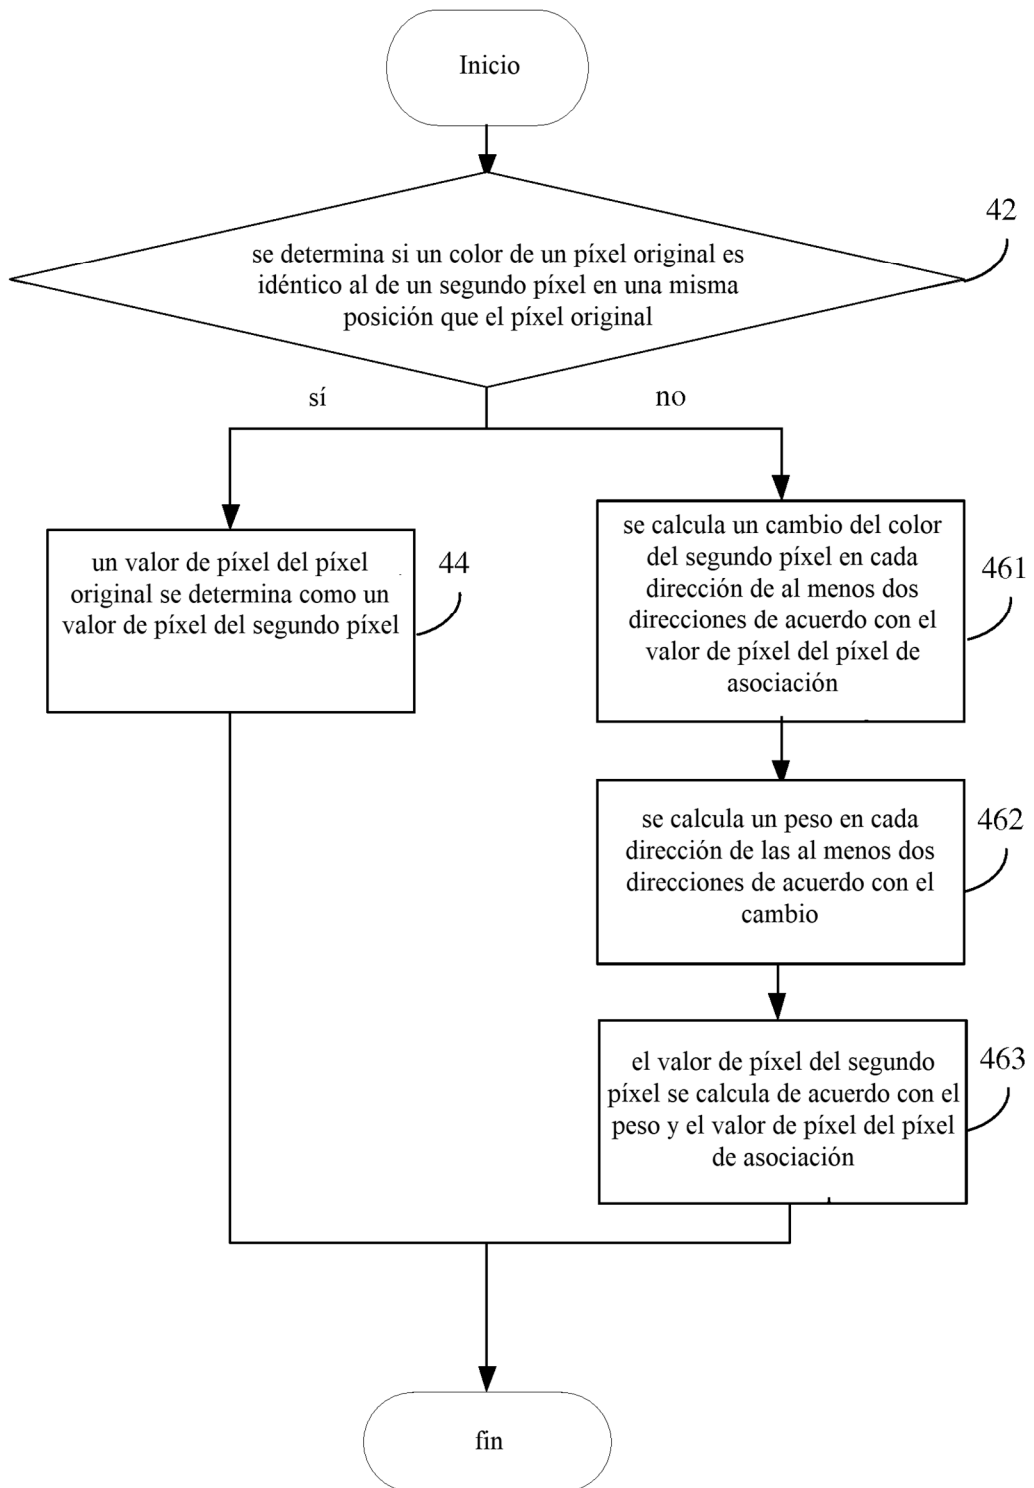 Inicio
42
se determina si un color de un píxel original es
idéntico al de un segundo píxel en una misma
posición que el píxel original
sí
no
un valor de píxel del píxel
original se determina como un
valor de píxel del segundo píxel
44
se calcula un cambio del color
del segundo píxel en cada
dirección de al menos dos
direcciones de acuerdo con el
valor de píxel del píxel de
asociación
461
se calcula un peso en cada
dirección de las al menos dos
direcciones de acuerdo con el
cambio
462
el valor de píxel del segundo
píxel se calcula de acuerdo con el
peso y el valor de píxel del píxel
de asociación
463
fin